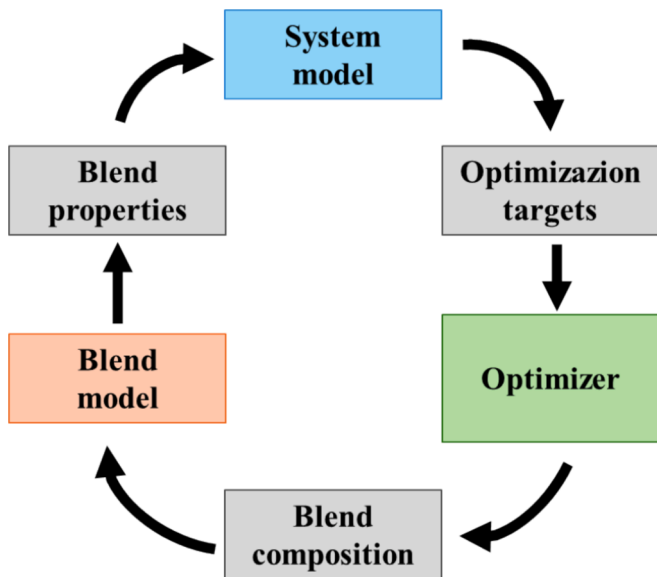 System
model
Blend
properties
Optimizazion
targets
Blend
model
Optimizer
Blend
composition